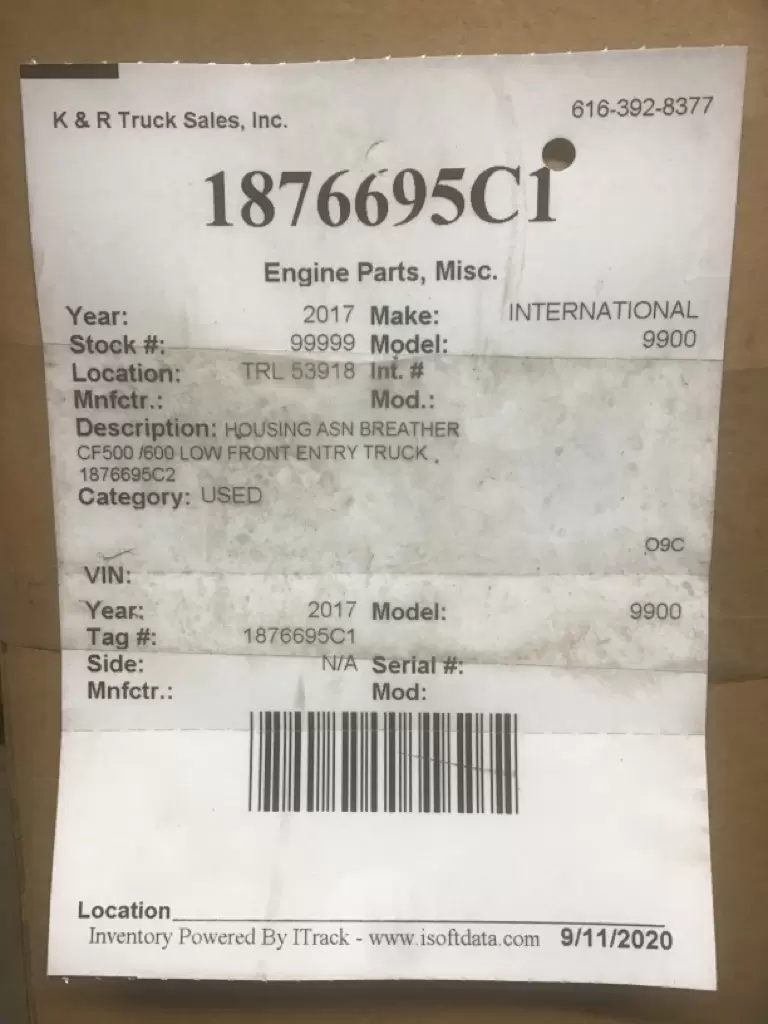 K & R Truck Sales, Inc. 616-392-8377
1876695C1
Engine Parts, Misc.
Year: 2017 Make: INTERNATIONAL
Stock #: 99999 Model: 9900
Location: TRL 53918 Int. #
Mnfctr.: Mod.:
Description: HOUSING ASN BREATHER
CF500 /600 LOW FRONT ENTRY TRUCK
1876695C2
Category: USED
O9C
VIN:
Year: 2017 Model: 9900
Tag #: 1876695C1
Side: N/A Serial #:
Mnfctr.: Mod:
Location
Inventory Powered By ITrack - www.isoftdata.com 9/11/2020